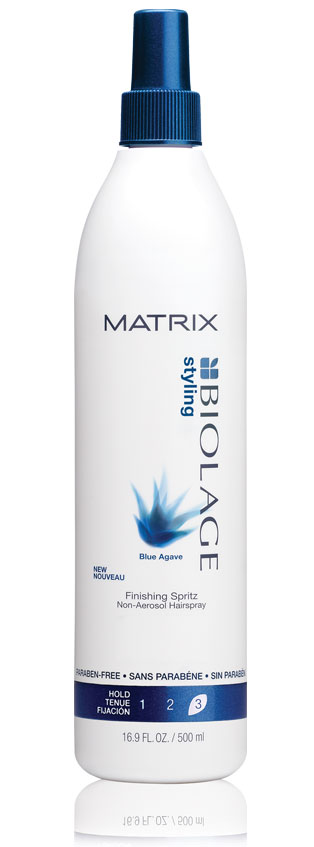 MATRIX
BIOLAGE
styling
Blue Agave
NEW
NOUVEAU
Finishing Spritz
Non-Aerosol Hairspray
PARABEN-FREE • SANS PARABÈNE • SIN PARABEN
HOLD
TENUE
FIJACIÓN
1 2 3
16.9 FL. OZ. / 500 ml